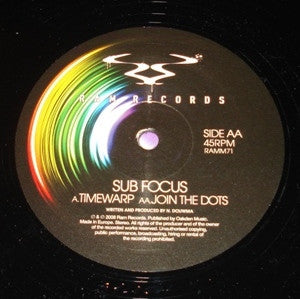 RAM RECORDS
SIDE AA
45RPM
RAMM71
SUB FOCUS
A.TIMEWARP AA.JOIN THE DOTS
WRITTEN AND PRODUCED BY N. DOUWMA
℗ & © 2008 Ram Records. Published by Oskden Music.
Made in Europe. Stereo. All rights of the producer and of the owner
of the recorded works reserved. Unauthorised copying,
public performance, broadcasting, hiring or rental of
the recording prohibited.